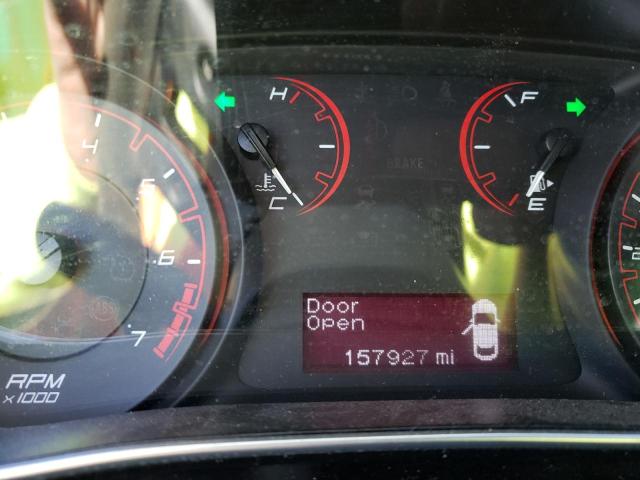 H
F
4
5
BRAKE
C
E
6
Door
Open
7
157927 mi
RPM
x1000